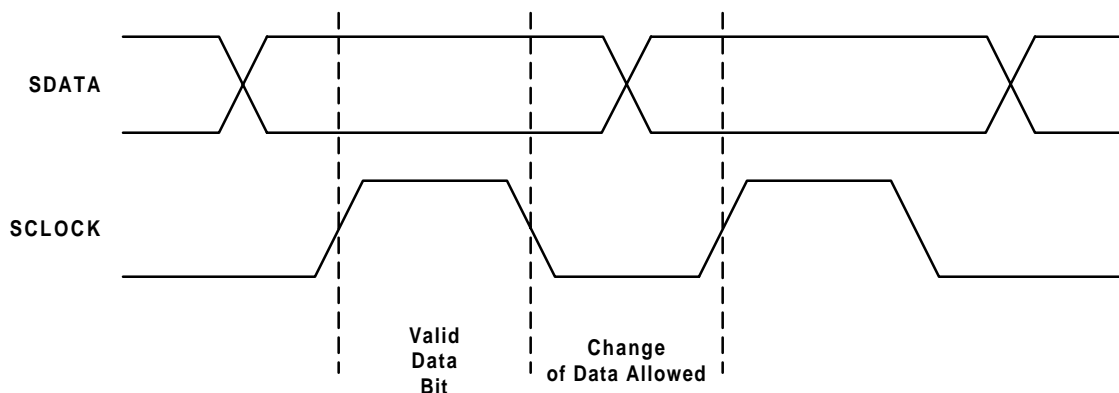 SDATA
SCLOCK
Valid
Data
Bit
Change
of Data Allowed